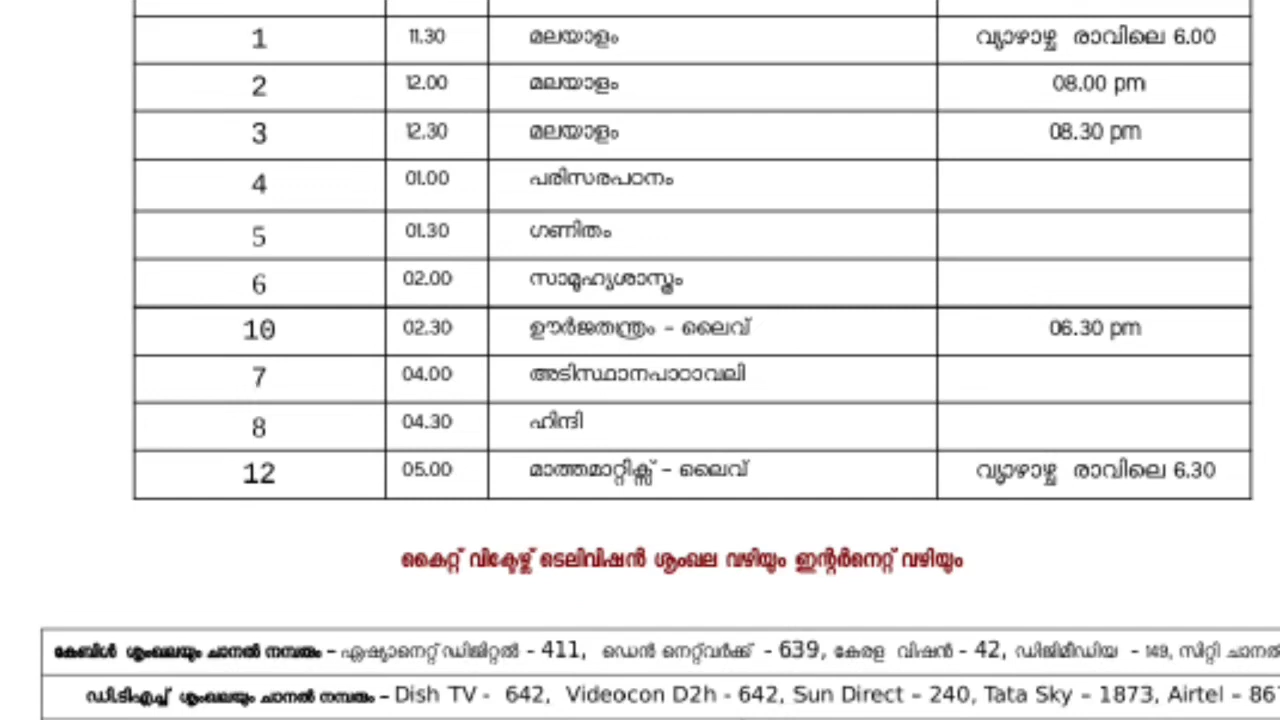 1 11.30 മലയാളം വ്യാഴാഴ്ച രാവിലെ 6.00
2 12.00 മലയാളം 08.00 pm
3 12.30 മലയാളം 08.30 pm
4 01.00 പരിസരപഠനം
5 01.30 ഗണിതം
6 02.00 സാമൂഹ്യശാസ്ത്രം
10 02.30 ഊർജതന്ത്രം - ലൈവ് 06.30 pm
7 04.00 അടിസ്ഥാനപാഠാവലി
8 04.30 ഹിന്ദി
12 05.00 മാത്തമാറ്റിക്സ് - ലൈവ് വ്യാഴാഴ്ച രാവിലെ 6.30
കൈറ്റ് വിക്ടേഴ്സ് ടെലിവിഷൻ ശൃംഖല വഴിയും ഇന്റർനെറ്റ് വഴിയും
കേബിൾ ശൃംഖലയും ചാനൽ നമ്പരും – ഏഷ്യാനെറ്റ് ഡിജിറ്റൽ - 411, ഡെൻ നെറ്റ്‌വർക്ക് - 639, കേരള വിഷൻ - 42, ഡിജിമീഡിയ – 149, സിറ്റി ചാനൽ
ഡി.ടി.എച്ച് ശൃംഖലയും ചാനൽ നമ്പരും – Dish TV - 642, Videocon D2h - 642, Sun Direct – 240, Tata Sky – 1873, Airtel – 867